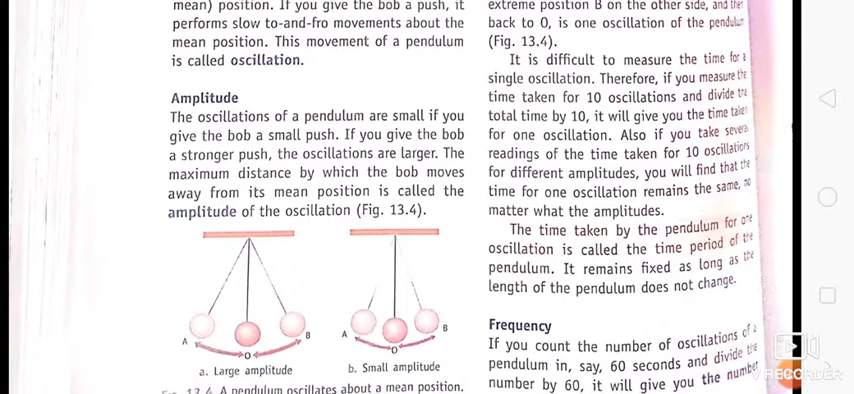 mean) position. If you give the bob a push, it
performs slow to-and-fro movements about the
mean position. This movement of a pendulum
is called oscillation.
Amplitude
The oscillations of a pendulum are small if you
give the bob a small push. If you give the bob
a stronger push, the oscillations are larger. The
maximum distance by which the bob moves
away from its mean position is called the
amplitude of the oscillation (Fig. 13.4).
A
O
B
a. Large amplitude
A
O
B
b. Small amplitude
13.4 A pendulum oscillates about a mean position.
extreme position B on the other side, and then
back to O, is one oscillation of the pendulum
(Fig. 13.4).
It is difficult to measure the time for a
single oscillation. Therefore, if you measure the
time taken for 10 oscillations and divide the
total time by 10, it will give you the time taken
for one oscillation. Also if you take several
readings of the time taken for 10 oscillations
for different amplitudes, you will find that the
time for one oscillation remains the same, no
matter what the amplitudes.
The time taken by the pendulum for one
oscillation is called the time period of the
pendulum. It remains fixed as long as the
length of the pendulum does not change.
Frequency
If you count the number of oscillations of a
pendulum in, say, 60 seconds and divide the
number by 60, it will give you the number
V RECORDER